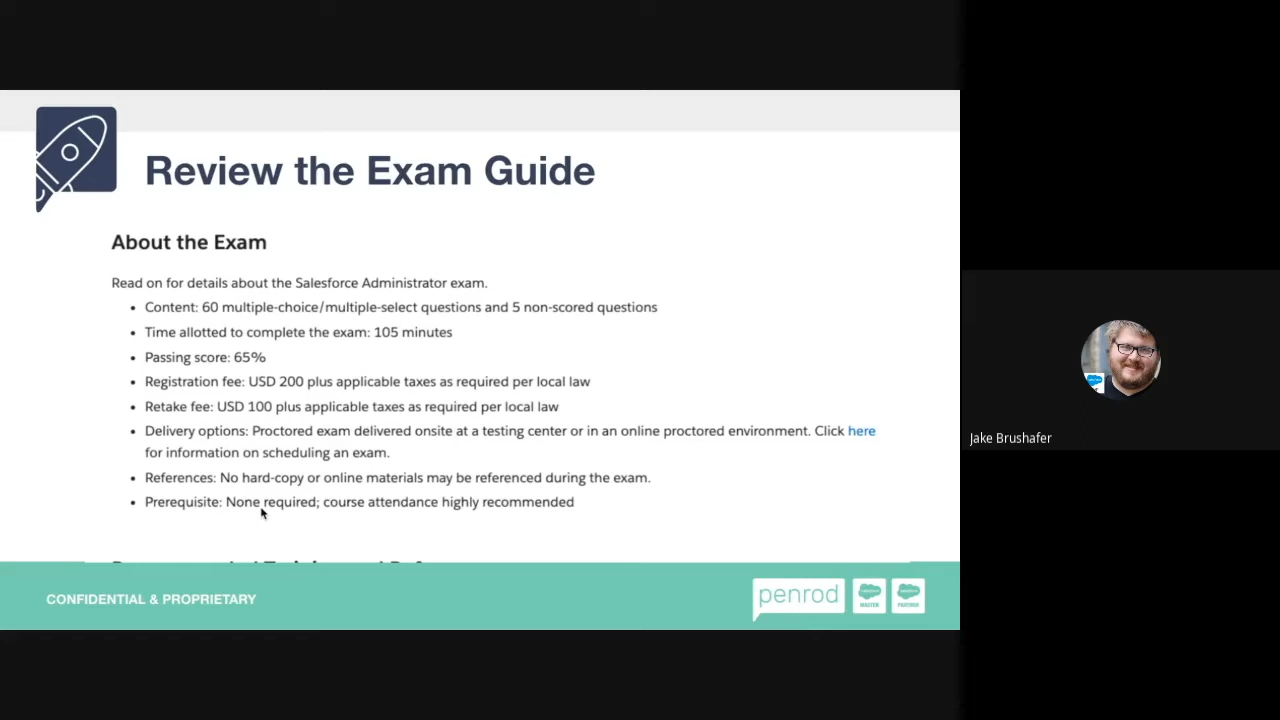 Review the Exam Guide
About the Exam
Read on for details about the Salesforce Administrator exam.
• Content: 60 multiple-choice/multiple-select questions and 5 non-scored questions
• Time allotted to complete the exam: 105 minutes
• Passing score: 65%
• Registration fee: USD 200 plus applicable taxes as required per local law
• Retake fee: USD 100 plus applicable taxes as required per local law
• Delivery options: Proctored exam delivered onsite at a testing center or in an online proctored environment. Click here
for information on scheduling an exam.
• References: No hard-copy or online materials may be referenced during the exam.
• Prerequisite: None required; course attendance highly recommended
Jake Brushafer
CONFIDENTIAL & PROPRIETARY
penrod
MASTER
PARTNER